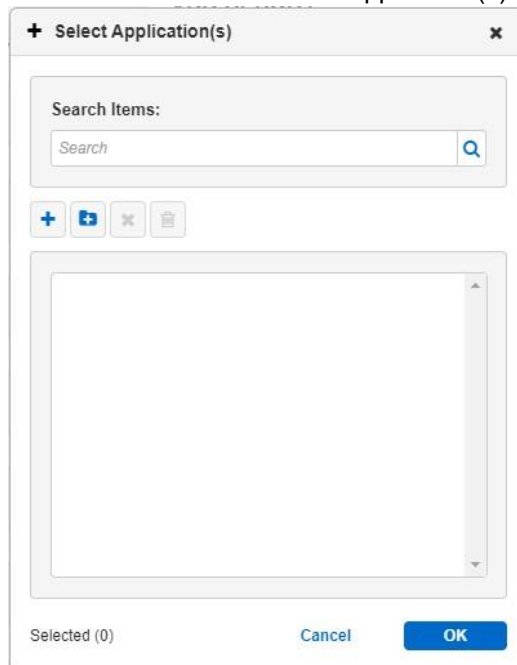 Select Application(s)
Search Items:
Search
Selected (0)
Cancel
OK